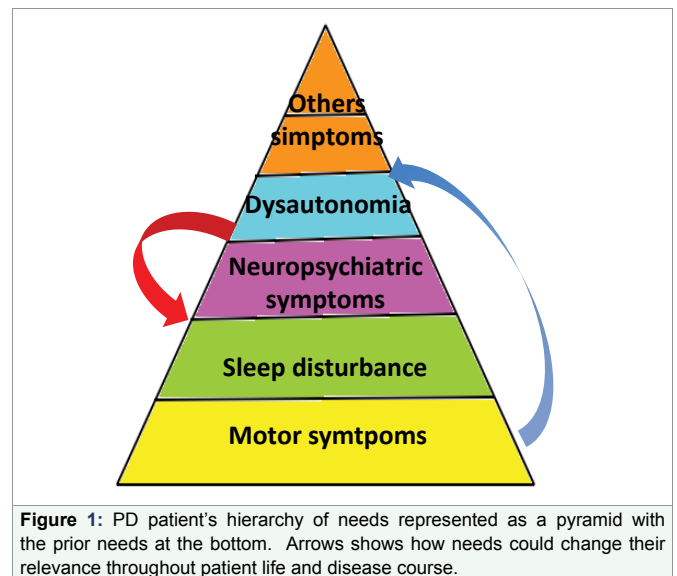 Others
simptoms
Dysautonomia
Neuropsychiatric
symptoms
Sleep disturbance
Motor symtpoms
Figure 1: PD patient's hierarchy of needs represented as a pyramid with
the prior needs at the bottom. Arrows shows how needs could change their
relevance throughout patient life and disease course.